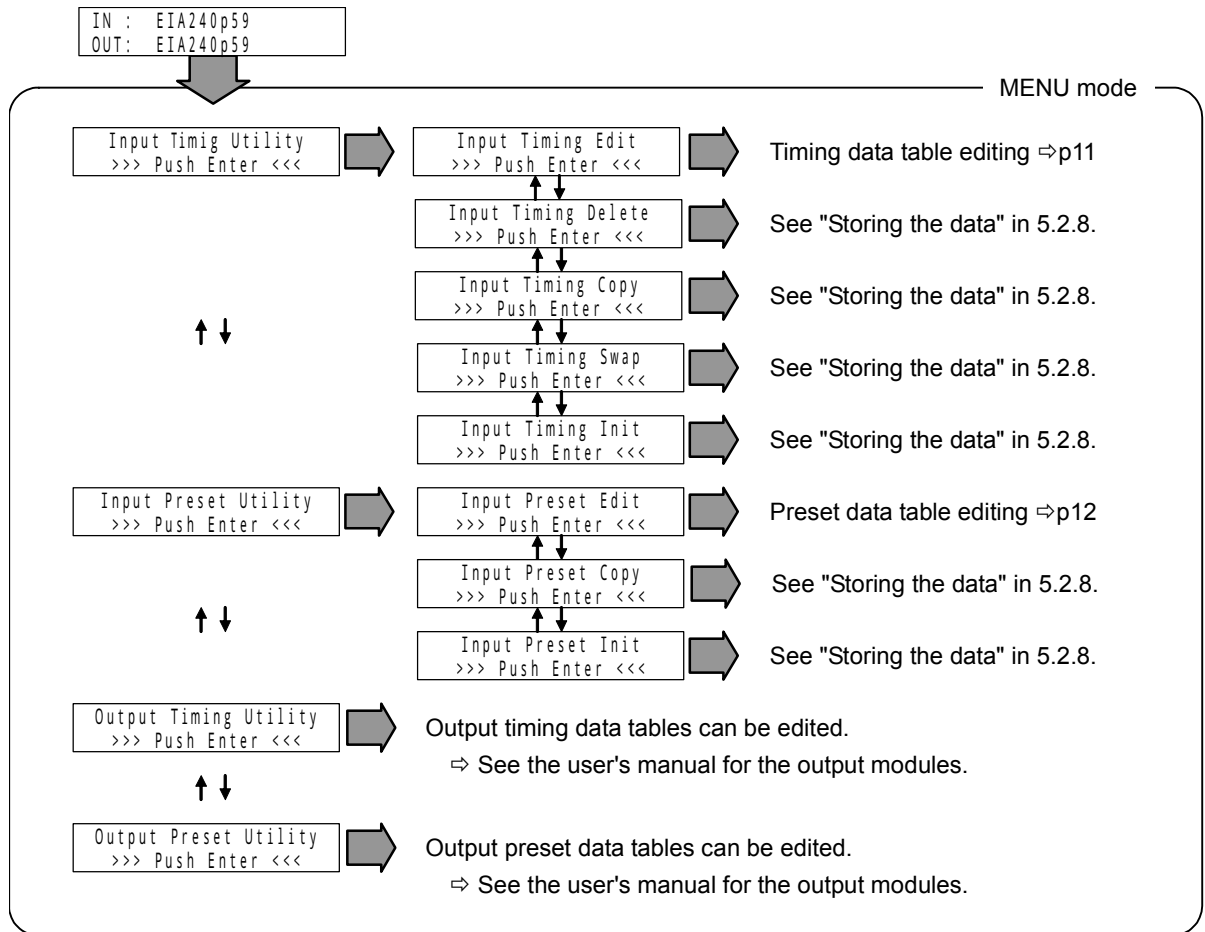 IN : EIA240p59
OUT: EIA240p59
MENU mode
Input Timig Utility
>>> Push Enter <<<
Input Timing Edit
>>> Push Enter <<<
Timing data table editing ⇨p11
Input Timing Delete
>>> Push Enter <<<
See "Storing the data" in 5.2.8.
Input Timing Copy
>>> Push Enter <<<
See "Storing the data" in 5.2.8.
Input Timing Swap
>>> Push Enter <<<
See "Storing the data" in 5.2.8.
Input Timing Init
>>> Push Enter <<<
See "Storing the data" in 5.2.8.
Input Preset Utility
>>> Push Enter <<<
Input Preset Edit
>>> Push Enter <<<
Preset data table editing ⇨p12
Input Preset Copy
>>> Push Enter <<<
See "Storing the data" in 5.2.8.
Input Preset Init
>>> Push Enter <<<
See "Storing the data" in 5.2.8.
Output Timing Utility
>>> Push Enter <<<
Output timing data tables can be edited.
⇨ See the user's manual for the output modules.
Output Preset Utility
>>> Push Enter <<<
Output preset data tables can be edited.
⇨ See the user's manual for the output modules.